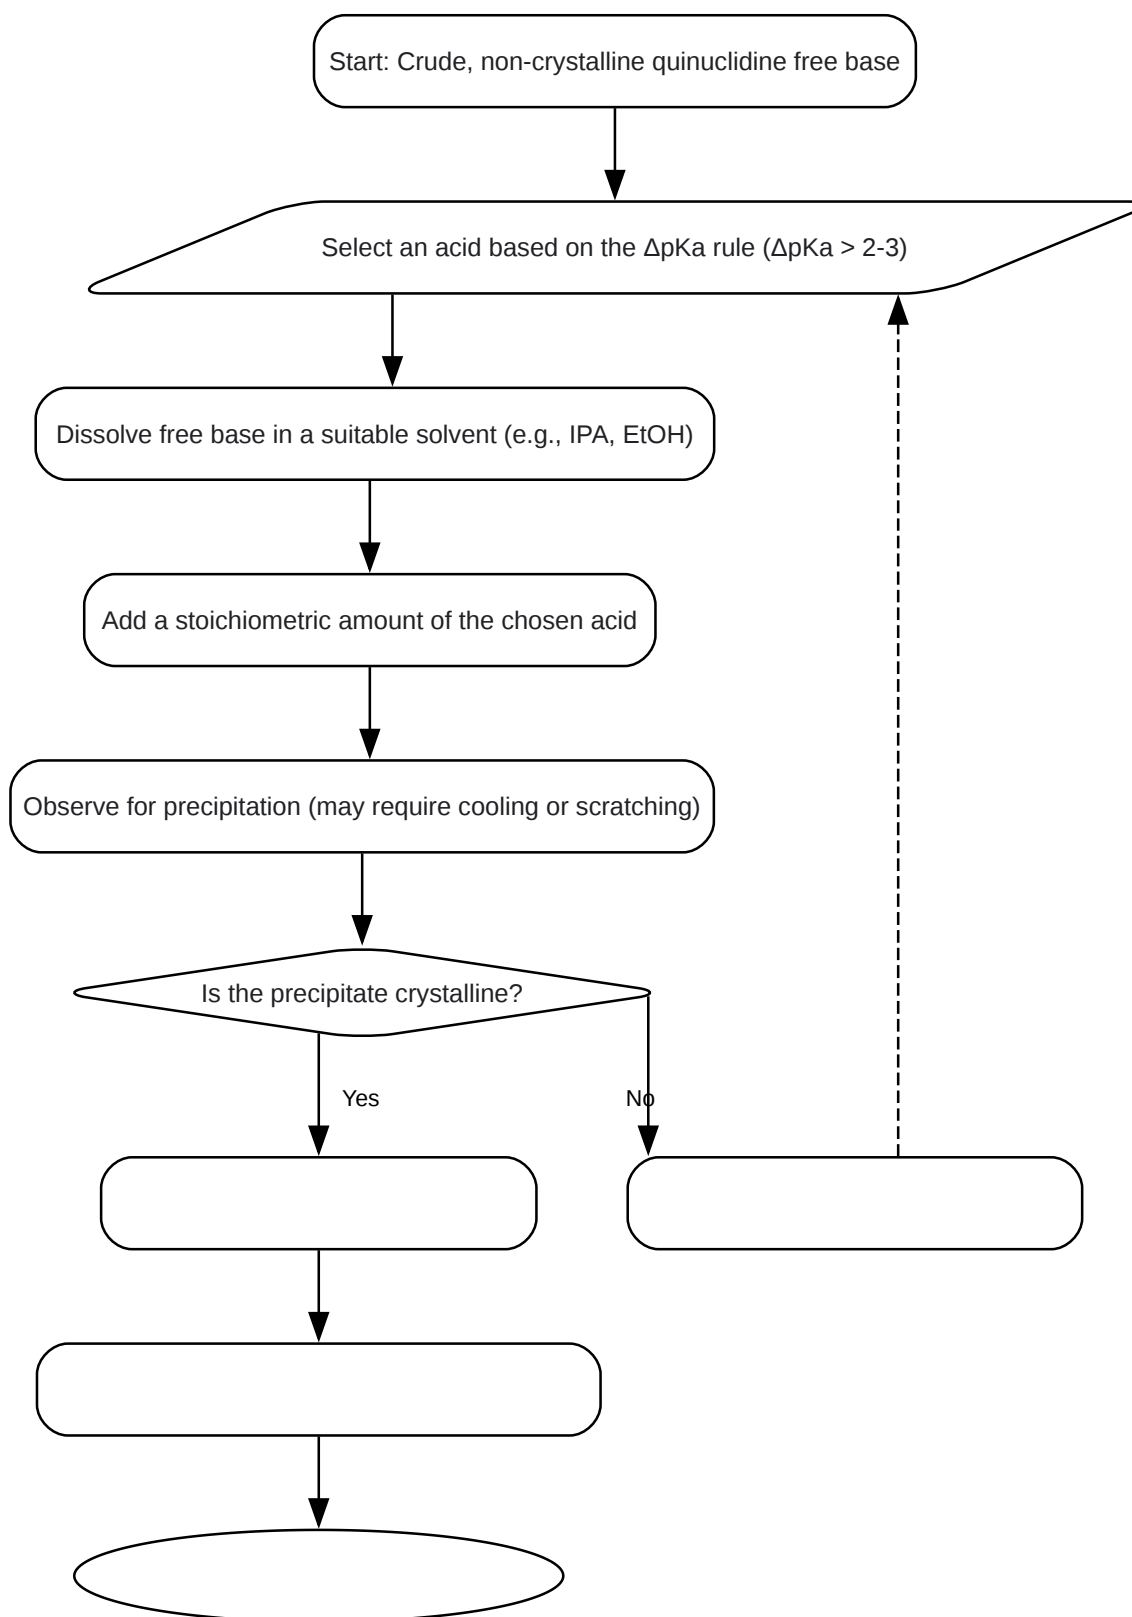 Start: Crude, non-crystalline quinuclidine free base
Select an acid based on the ΔpKa rule (ΔpKa > 2-3)
Dissolve free base in a suitable solvent (e.g., IPA, EtOH)
Add a stoichiometric amount of the chosen acid
Observe for precipitation (may require cooling or scratching)
Is the precipitate crystalline?
Yes
No